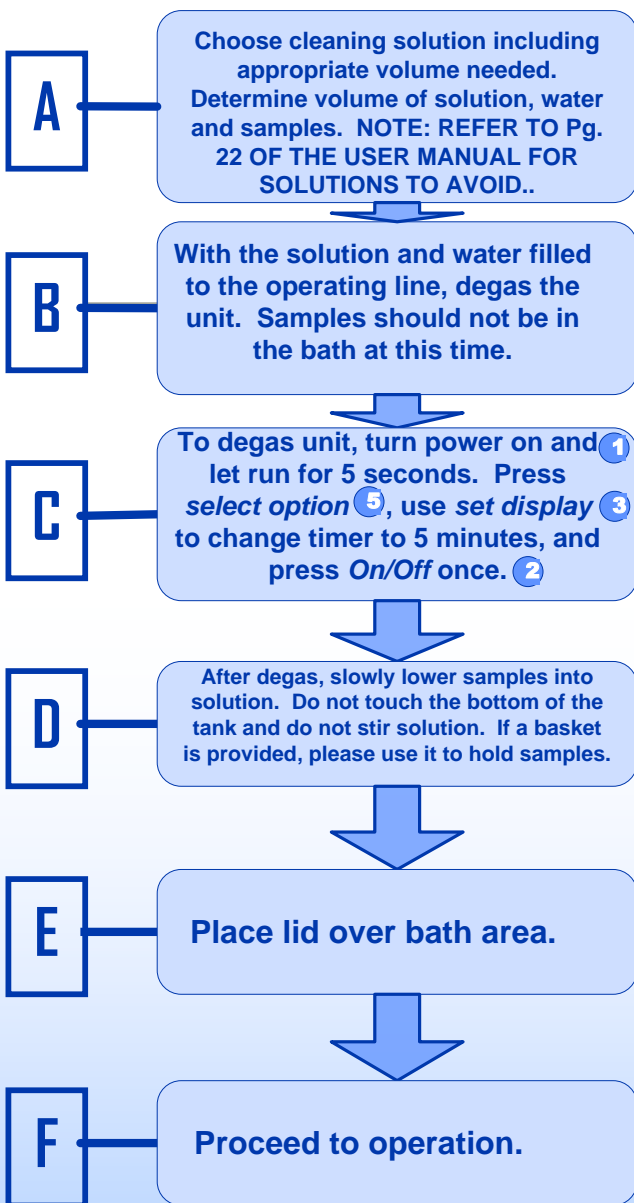 A
Choose cleaning solution including
appropriate volume needed.
Determine volume of solution, water
and samples.  NOTE: REFER TO Pg.
22 OF THE USER MANUAL FOR
SOLUTIONS TO AVOID..
B
With the solution and water filled
to the operating line, degas the
unit.  Samples should not be in
the bath at this time.
C
To degas unit, turn power on and 1
let run for 5 seconds.  Press
select option 5, use set display 3
to change timer to 5 minutes, and
press On/Off once. 2
D
After degas, slowly lower samples into
solution.  Do not touch the bottom of the
tank and do not stir solution.  If a basket
is provided, please use it to hold samples.
E
Place lid over bath area.
F
Proceed to operation.